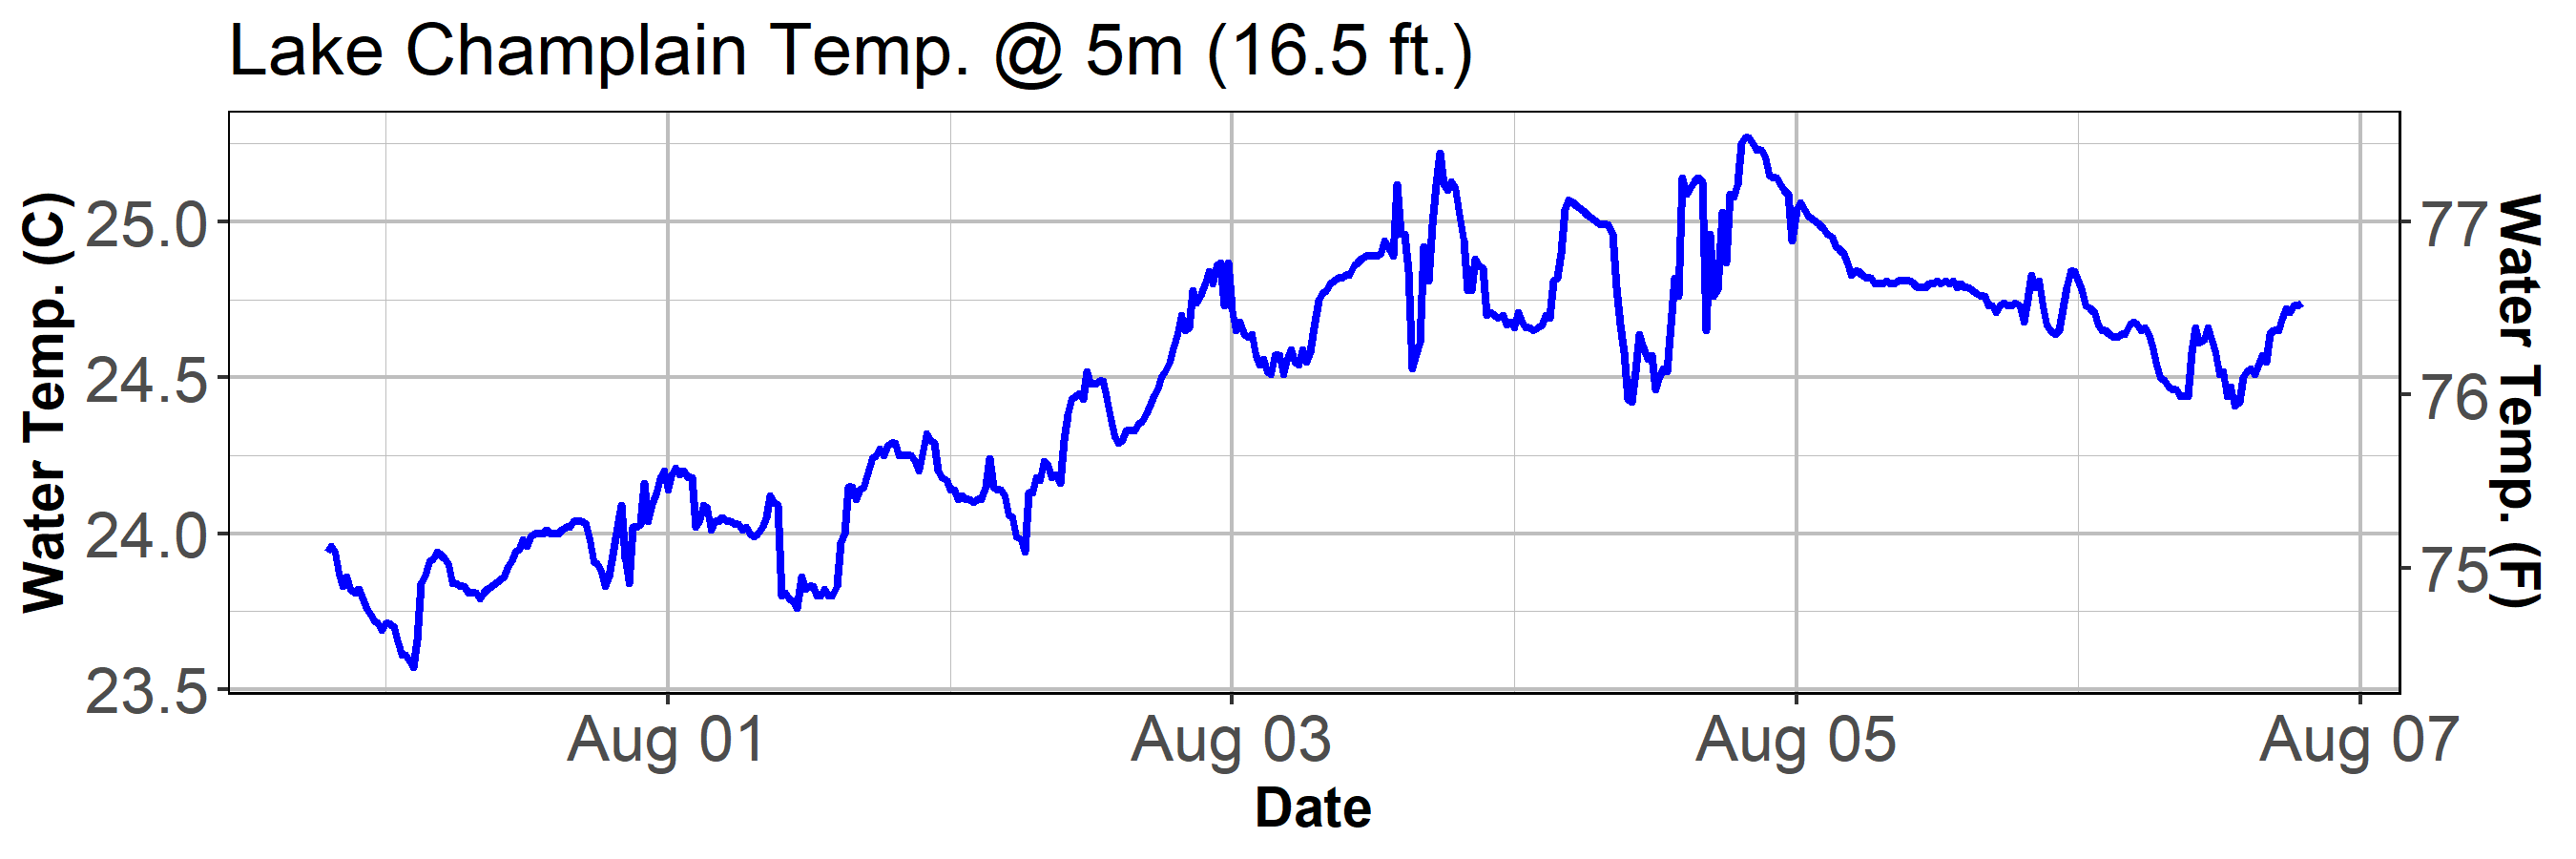 Lake Champlain Temp. @ 5m (16.5 ft.)
Water Temp. (C)
25.0
24.5
24.0
23.5
77
76
75
Water Temp. (F)
Aug 01 Aug 03 Aug 05 Aug 07
Date